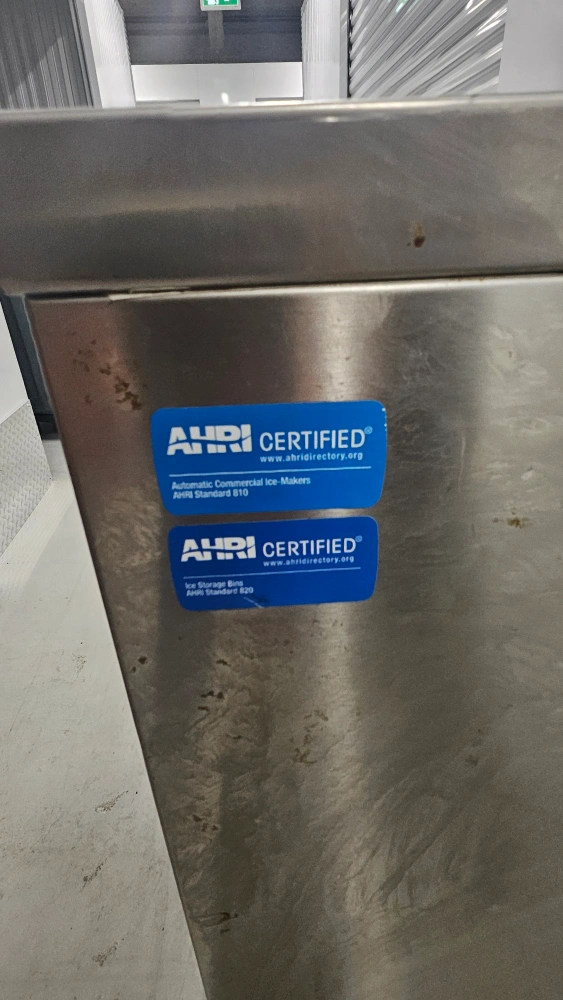 AHRI CERTIFIED®
www.ahridirectory.org
Automatic Commercial Ice-Makers
AHRI Standard 810
AHRI CERTIFIED®
www.ahridirectory.org
Ice Storage Bins
AHRI Standard 820